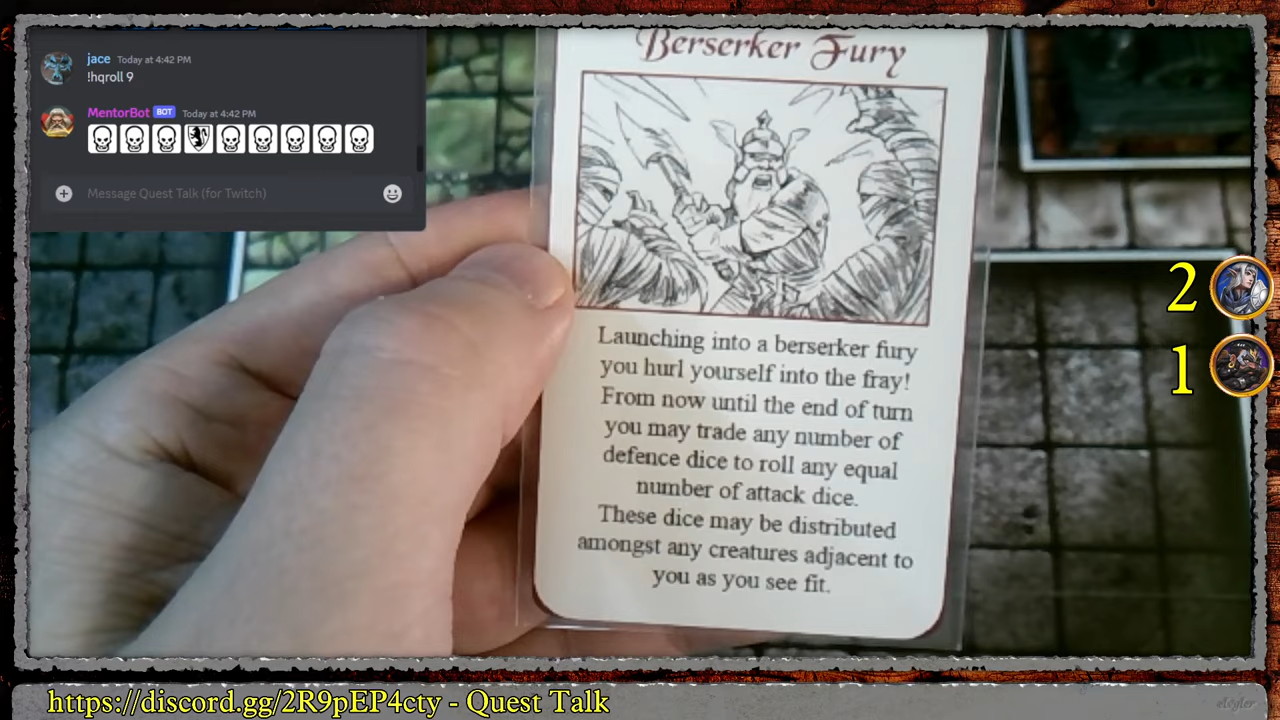 jace Today at 4:42 PM
!hqroll 9
MentorBot BOT Today at 4:42 PM
Message Quest Talk (for Twitch)
Berserker Fury
Launching into a berserker fury
you hurl yourself into the fray!
From now until the end of turn
you may trade any number of
defence dice to roll any equal
number of attack dice.
These dice may be distributed
amongst any creatures adjacent to
you as you see fit.
2
1
https://discord.gg/2R9pEP4cty - Quest Talk